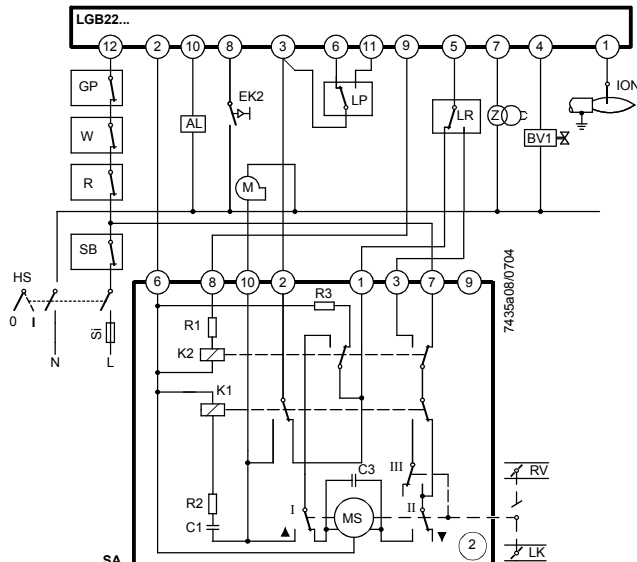 LGB22...
12 2 10 8 3 6 11 9 5 7 4 1
GP
EK2
LP
LR
Z
ION
W
AL
BV1
R
M
SB
HS
6 8 10 2 1 3 7 9
0 I
Si
N L
R1
R3
K2
K1
R2
C1
C3
I
MS
III
II
2
RV
LK
SA
7435a08/0704